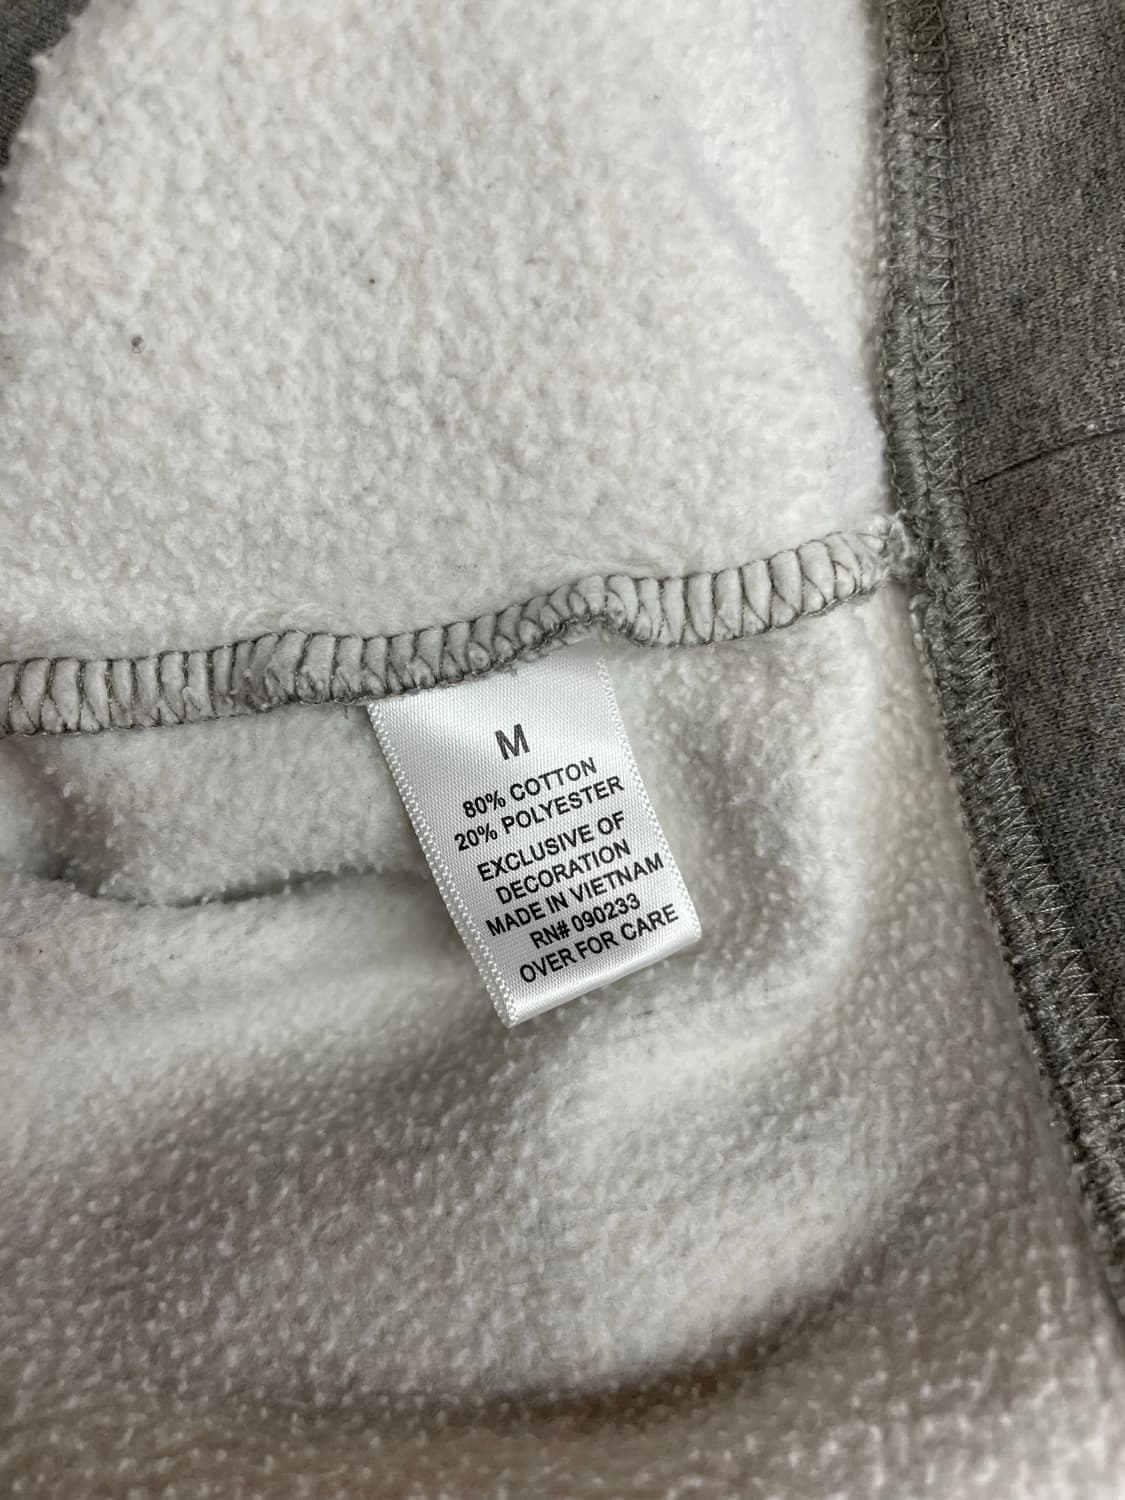 M
80% COTTON
20% POLYESTER
EXCLUSIVE OF
DECORATION
MADE IN VIETNAM
RN# 090233
OVER FOR CARE